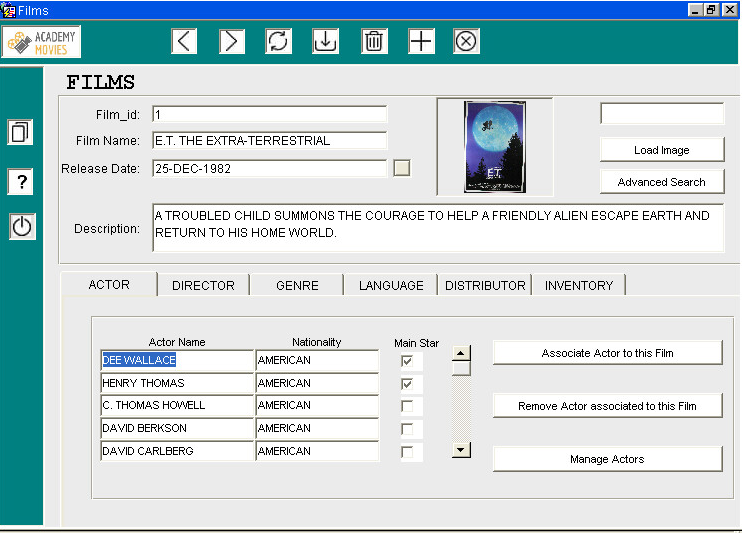 Films
ACADEMY
MOVIES
FILMS
Film_id: 1
Film Name: E.T. THE EXTRA-TERRESTRIAL
Release Date: 25-DEC-1982
Load Image
Advanced Search
E.T.
?
Description: A TROUBLED CHILD SUMMONS THE COURAGE TO HELP A FRIENDLY ALIEN ESCAPE EARTH AND
RETURN TO HIS HOME WORLD.
ACTOR DIRECTOR GENRE LANGUAGE DISTRIBUTOR INVENTORY
Actor Name Nationality Main Star
DEE WALLACE AMERICAN
HENRY THOMAS AMERICAN
C. THOMAS HOWELL AMERICAN
DAVID BERKSON AMERICAN
DAVID CARLBERG AMERICAN
Associate Actor to this Film
Remove Actor associated to this Film
Manage Actors